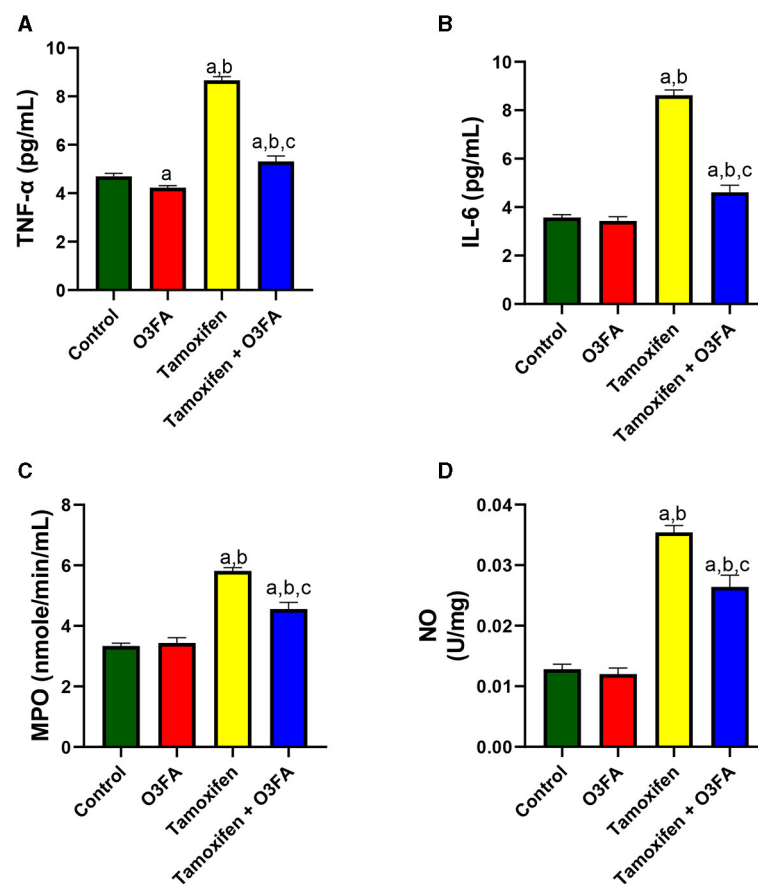 A
TNF-α (pg/mL)
10
8
6
4
2
0
a
a,b
a,b,c
Control
O3FA
Tamoxifen
Tamoxifen + O3FA
B
IL-6 (pg/mL)
10
8
6
4
2
0
a,b
a,b,c
Control
O3FA
Tamoxifen
Tamoxifen + O3FA
C
MPO (nmole/min/mL)
8
6
4
2
0
a,b
a,b,c
Control
O3FA
Tamoxifen
Tamoxifen + O3FA
D
NO
(U/mg)
0.04
0.03
0.02
0.01
0.00
a,b
a,b,c
Control
O3FA
Tamoxifen
Tamoxifen + O3FA